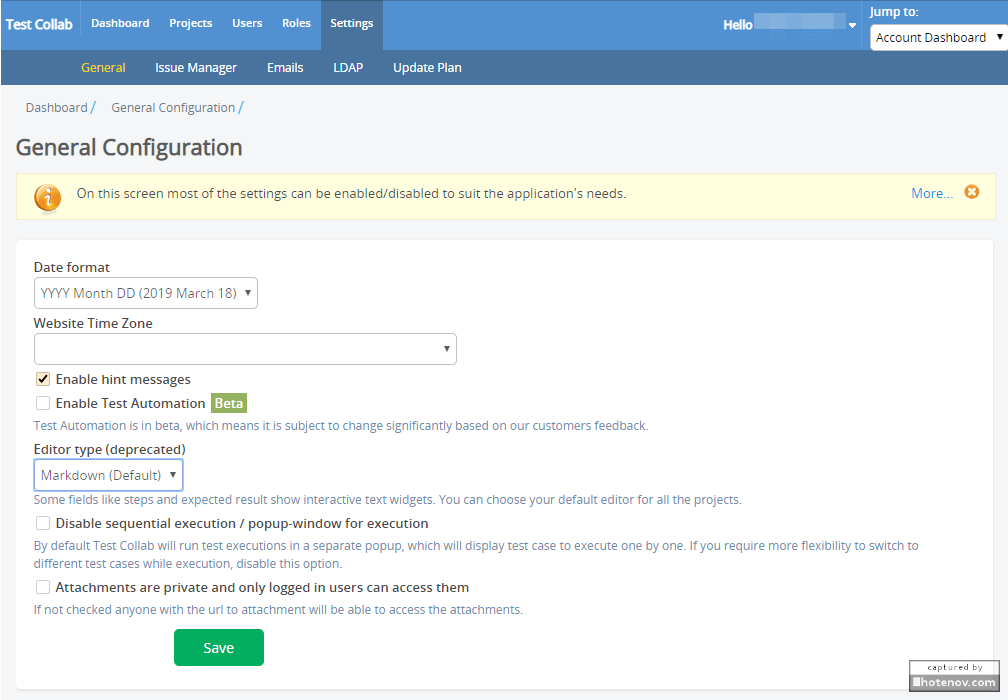 Test Collab
Dashboard
Projects
Users
Roles
Settings
Hello
Jump to:
Account Dashboard
General
Issue Manager
Emails
LDAP
Update Plan
Dashboard /
General Configuration /
General Configuration
On this screen most of the settings can be enabled/disabled to suit the application's needs.
More...
Date format
YYYY Month DD (2019 March 18)
Website Time Zone
Enable hint messages
Enable Test Automation Beta
Test Automation is in beta, which means it is subject to change significantly based on our customers feedback.
Editor type (deprecated)
Markdown (Default)
Some fields like steps and expected result show interactive text widgets. You can choose your default editor for all the projects.
Disable sequential execution / popup-window for execution
By default Test Collab will run test executions in a separate popup, which will display test case to execute one by one. If you require more flexibility to switch to
different test cases while execution, disable this option.
Attachments are private and only logged in users can access them
If not checked anyone with the url to attachment will be able to access the attachments.
Save
captured by
hotenov.com